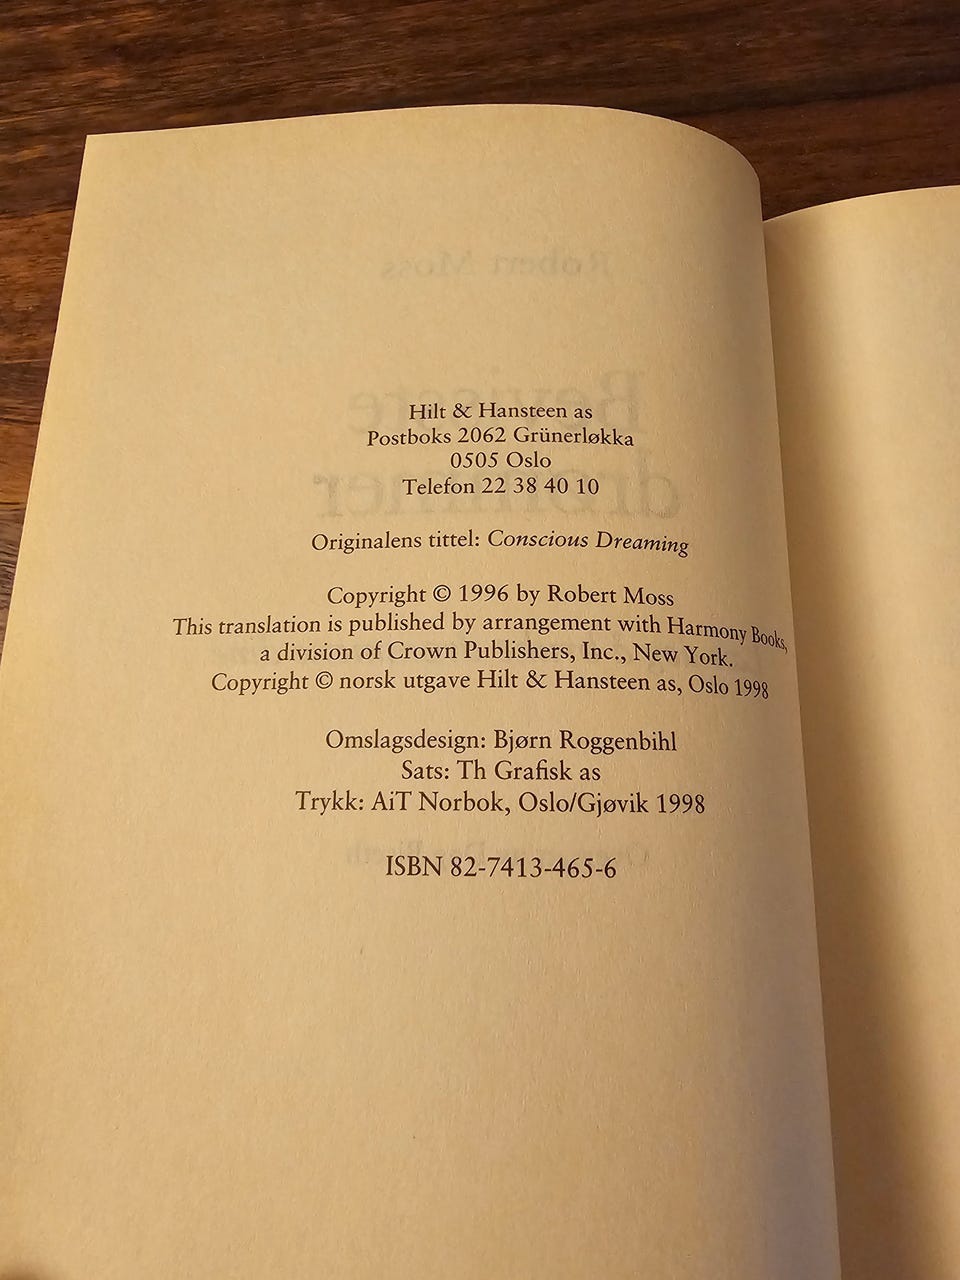 Hilt & Hansteen as
Postboks 2062 Grünerløkka
0505 Oslo
Telefon 22 38 40 10
Originalens tittel: Conscious Dreaming
Copyright © 1996 by Robert Moss
This translation is published by arrangement with Harmony Books,
a division of Crown Publishers, Inc., New York.
Copyright © norsk utgave Hilt & Hansteen as, Oslo 1998
Omslagsdesign: Bjørn Roggenbihl
Sats: Th Grafisk as
Trykk: AiT Norbok, Oslo/Gjøvik 1998
ISBN 82-7413-465-6